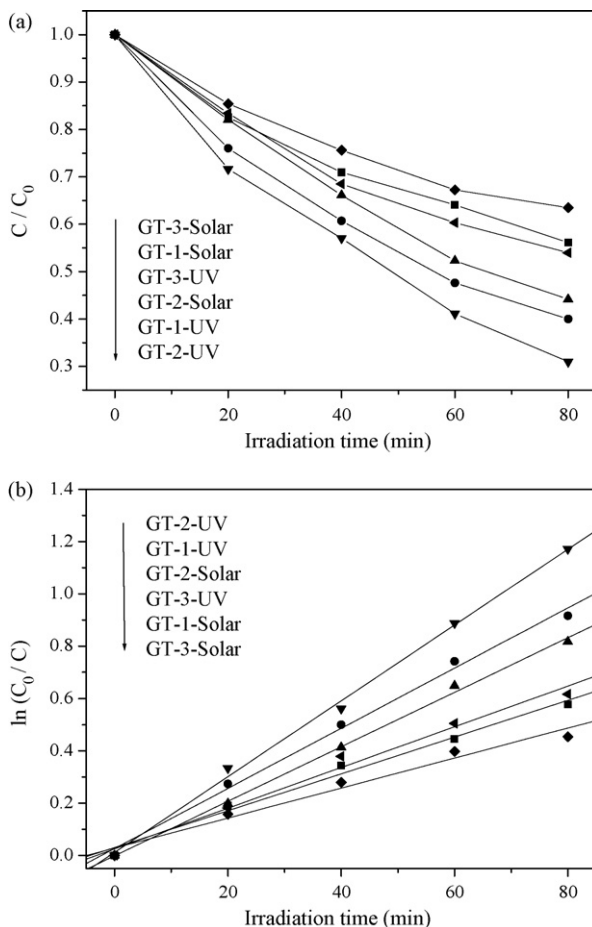 (a)
1.0
0.9
0.8
0.7
0.6
0.5
0.4
0.3
C / C0
GT-3-Solar
GT-1-Solar
GT-3-UV
GT-2-Solar
GT-1-UV
GT-2-UV
0 20 40 60 80
Irradiation time (min)
(b)
1.4
1.2
1.0
0.8
0.6
0.4
0.2
0.0
ln (C0 / C)
GT-2-UV
GT-1-UV
GT-2-Solar
GT-3-UV
GT-1-Solar
GT-3-Solar
0 20 40 60 80
Irradiation time (min)